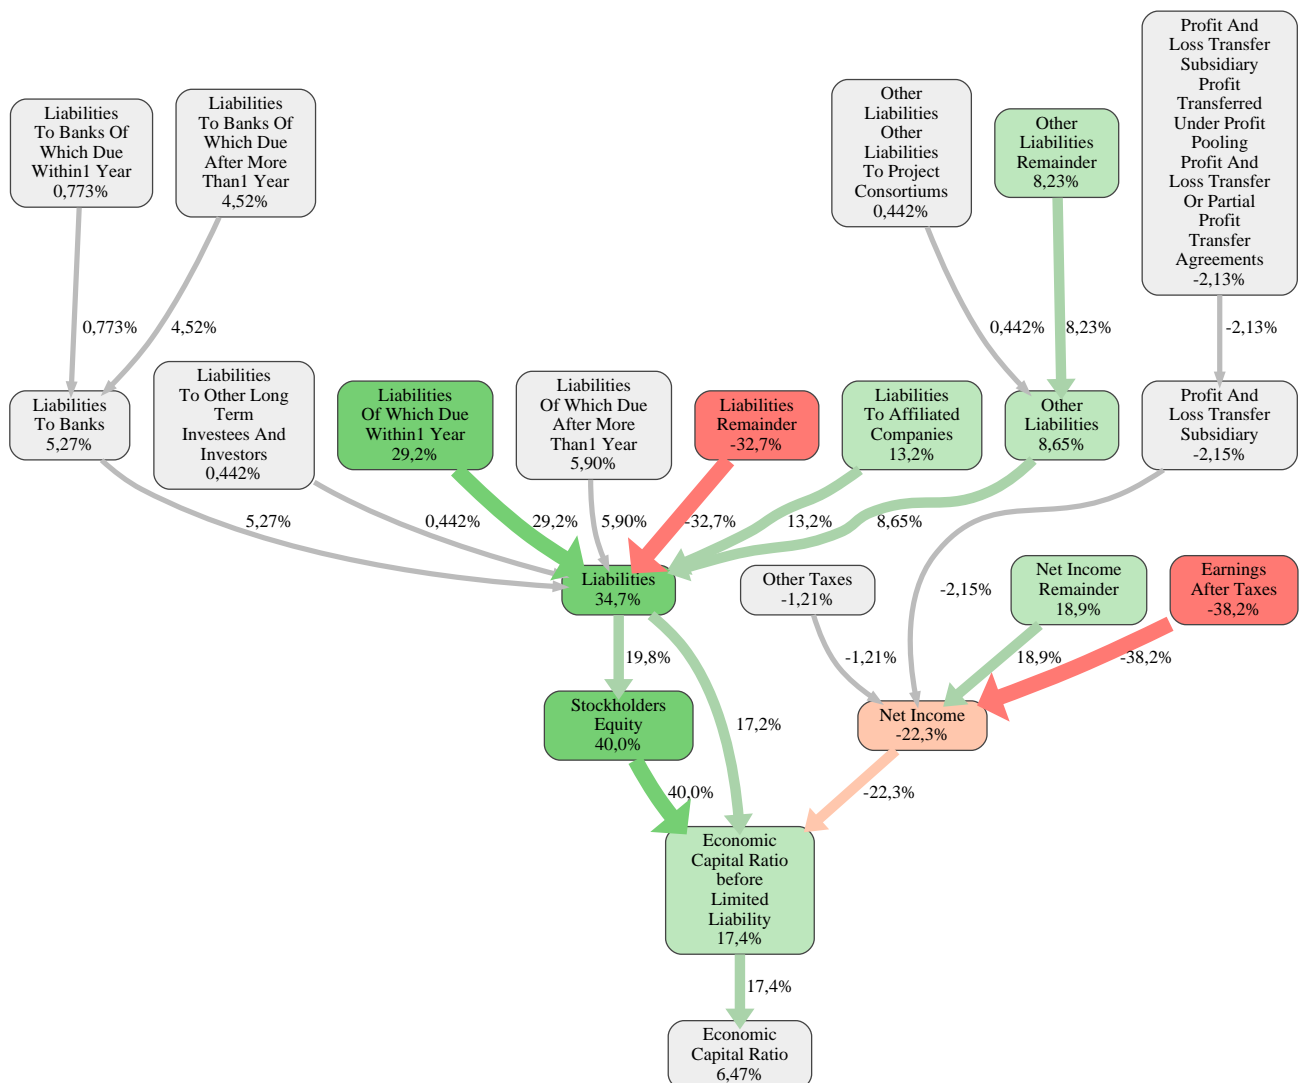 Profit And
Loss Transfer
Subsidiary
Profit
Transferred
Under Profit
Pooling
Profit And
Loss Transfer
Or Partial
Profit
Transfer
Agreements
-2,13%
Liabilities
To Banks Of
Which Due
Within1 Year
0,773%
Liabilities
To Banks Of
Which Due
After More
Than1 Year
4,52%
Other
Liabilities
Other
Liabilities
To Project
Consortiums
0,442%
Other
Liabilities
Remainder
8,23%
0,773%
4,52%
0,442%
8,23%
-2,13%
Liabilities
To Banks
5,27%
Liabilities
To Other Long
Term
Investees And
Investors
0,442%
Liabilities
Of Which Due
Within1 Year
29,2%
Liabilities
Of Which Due
After More
Than1 Year
5,90%
Liabilities
Remainder
-32,7%
Liabilities
To Affiliated
Companies
13,2%
Other
Liabilities
8,65%
Profit And
Loss Transfer
Subsidiary
-2,15%
5,27%
0,442%
29,2%
5,90%
-32,7%
13,2%
8,65%
-2,15%
Liabilities
34,7%
Other Taxes
-1,21%
Net Income
Remainder
18,9%
Earnings
After Taxes
-38,2%
19,8%
17,2%
-1,21%
18,9%
-38,2%
Stockholders
Equity
40,0%
Net Income
-22,3%
40,0%
-22,3%
Economic
Capital Ratio
before
Limited
Liability
17,4%
17,4%
Economic
Capital Ratio
6,47%